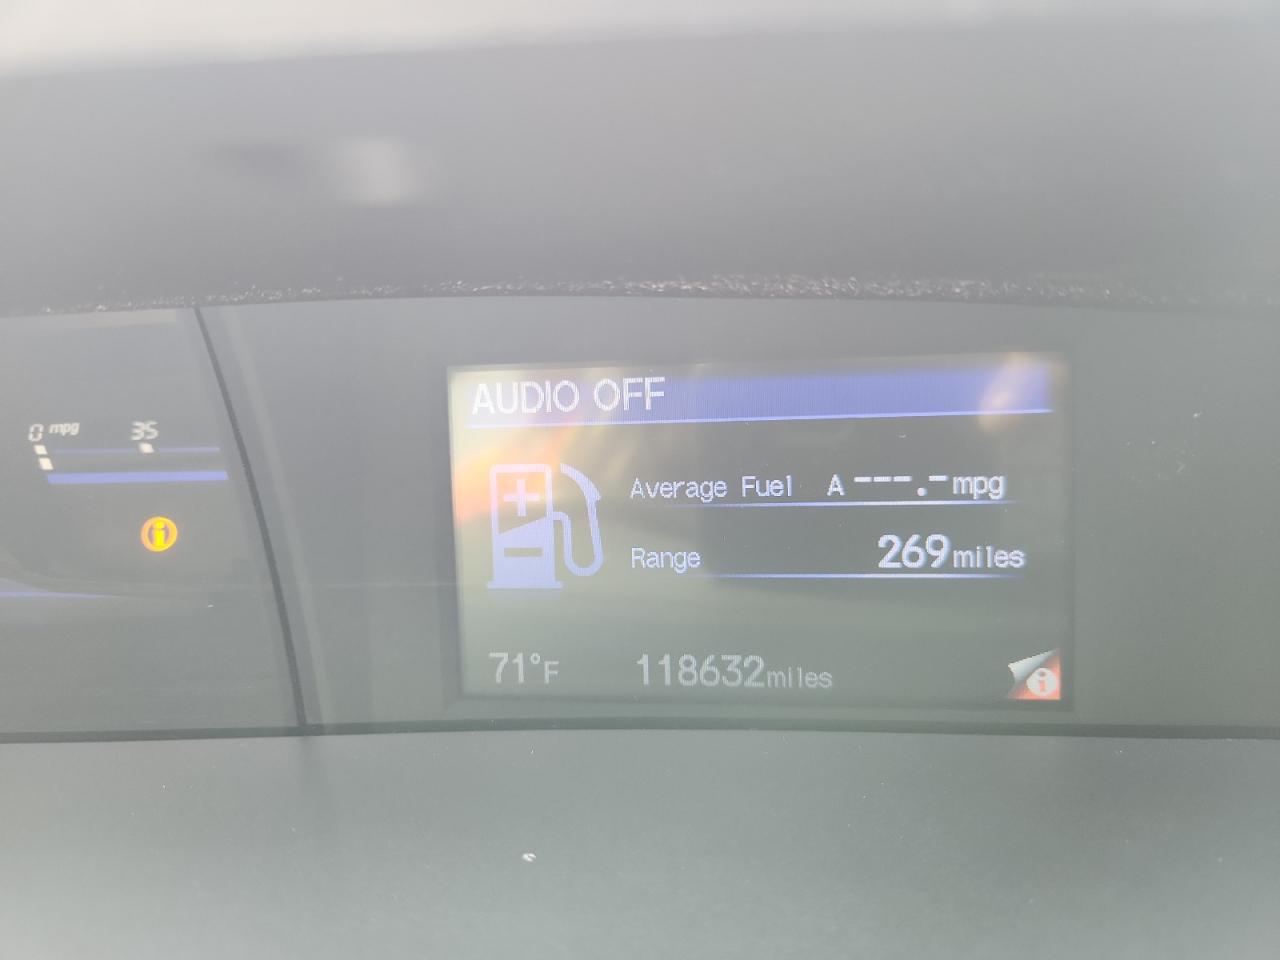 0 mpg 35
AUDIO OFF
Average Fuel A ---.- mpg
Range 269 miles
71°F 118632 miles